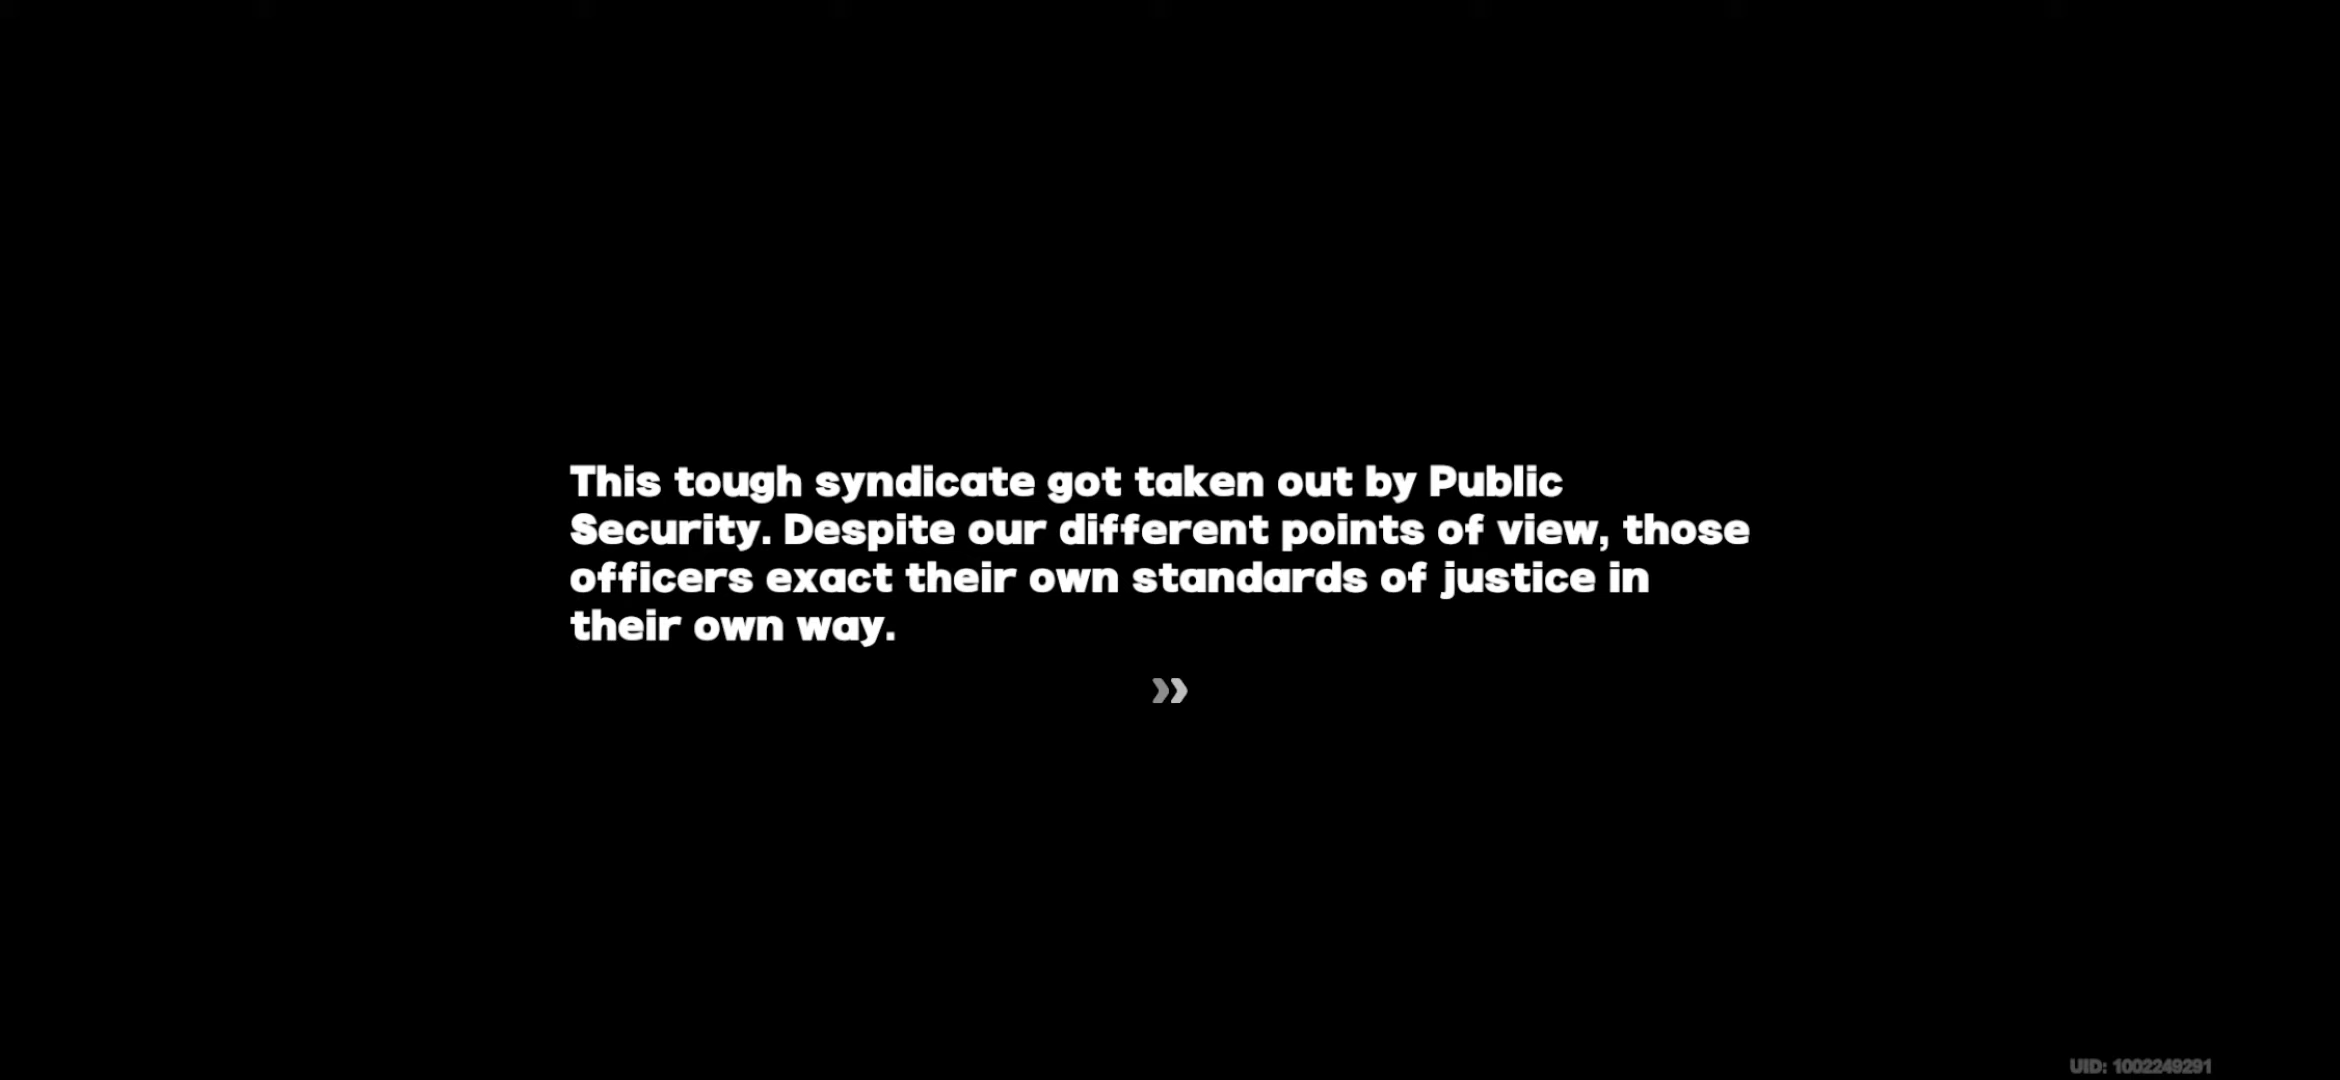 This tough syndicate got taken out by Public
Security. Despite our different points of view, those
officers exact their own standards of justice in
their own way.
UID: 1002249291